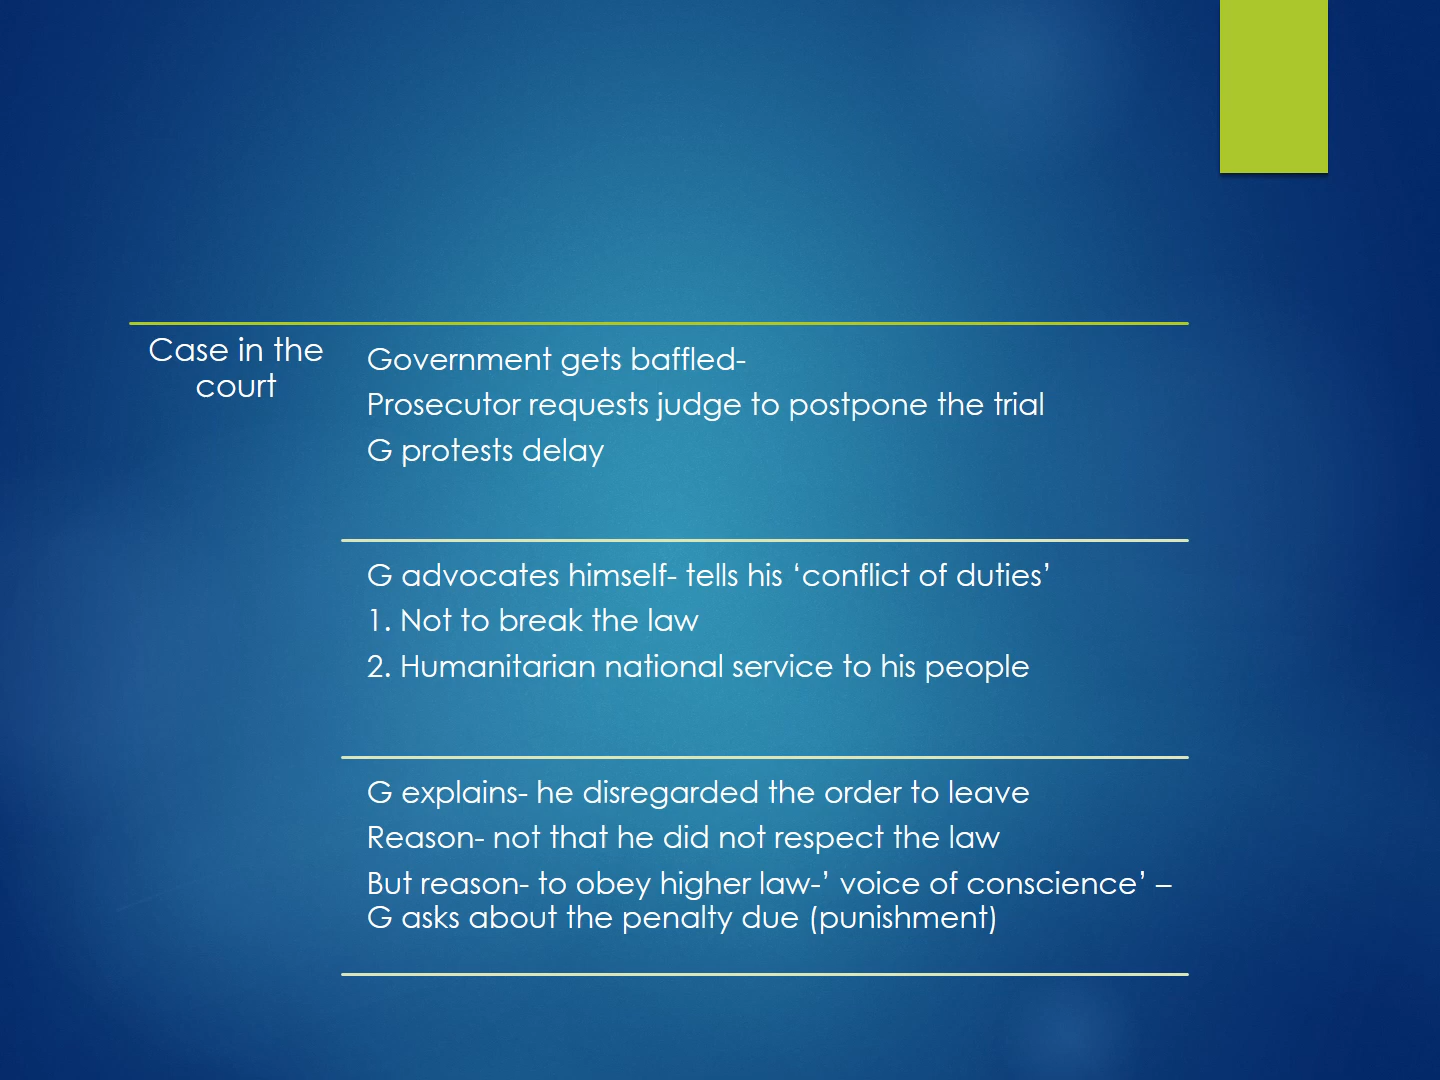 Case in the
court
Government gets baffled-
Prosecutor requests judge to postpone the trial
G protests delay
G advocates himself- tells his ‘conflict of duties’
1. Not to break the law
2. Humanitarian national service to his people
G explains- he disregarded the order to leave
Reason- not that he did not respect the law
But reason- to obey higher law-’ voice of conscience’ –
G asks about the penalty due (punishment)